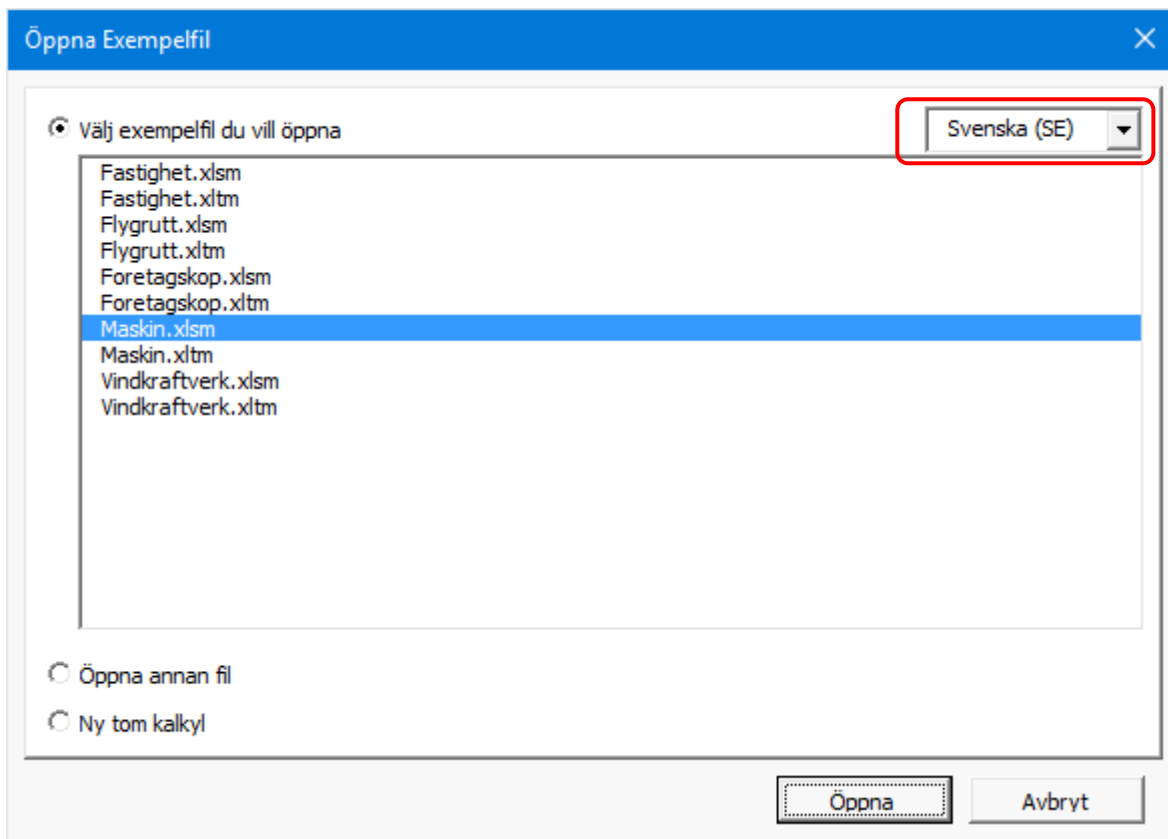 Öppna Exempelfil
Välj exempelfil du vill öppna
Svenska (SE)
Fastighet.xlsm
Fastighet.xltm
Flygrutt.xlsm
Flygrutt.xltm
Foretagskop.xlsm
Foretagskop.xltm
Maskin.xlsm
Maskin.xltm
Vindkraftverk.xlsm
Vindkraftverk.xltm
Öppna annan fil
Ny tom kalkyl
Öppna
Avbryt